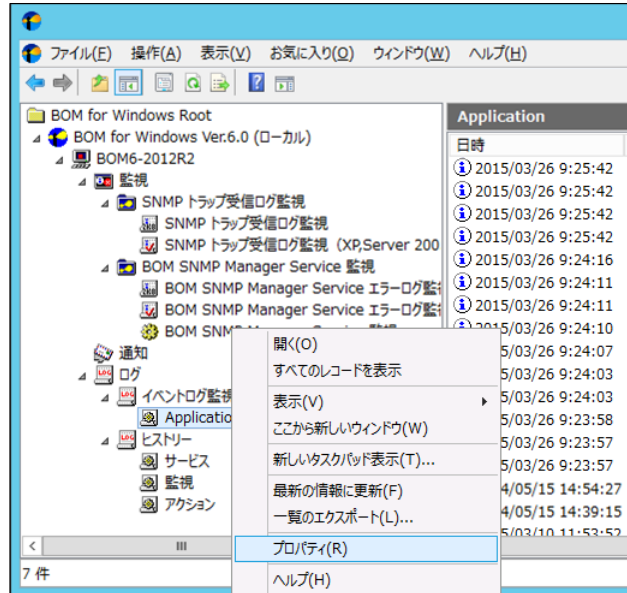 ファイル(F) 操作(A) 表示(V) お気に入り(O) ウィンドウ(W) ヘルプ(H)
BOM for Windows Root
BOM for Windows Ver.6.0 (ローカル)
BOM6-2012R2
監視
SNMP トラップ受信ログ監視
SNMP トラップ受信ログ監視
SNMP トラップ受信ログ監視 (XP,Server 200
BOM SNMP Manager Service 監視
BOM SNMP Manager Service エラーログ監
BOM SNMP Manager Service エラーログ監
BOM SNM
通知
ログ
イベントログ監視
Applicatio
ヒストリー
サービス
監視
アクション
7 件
Application
日時
2015/03/26 9:25:42
2015/03/26 9:25:42
2015/03/26 9:25:42
2015/03/26 9:25:42
2015/03/26 9:24:16
2015/03/26 9:24:11
2015/03/26 9:24:11
2015/03/26 9:24:10
5/03/26 9:24:07
5/03/26 9:24:03
5/03/26 9:24:03
5/03/26 9:23:58
5/03/26 9:23:57
5/03/26 9:23:57
4/05/15 14:54:27
4/05/15 14:39:15
5/03/10 11:53:52
開く(O)
すべてのレコードを表示
表示(V)
ここから新しいウィンドウ(W)
新しいタスクパッド表示(T)...
最新の情報に更新(F)
一覧のエクスポート(L)...
プロパティ(R)
ヘルプ(H)